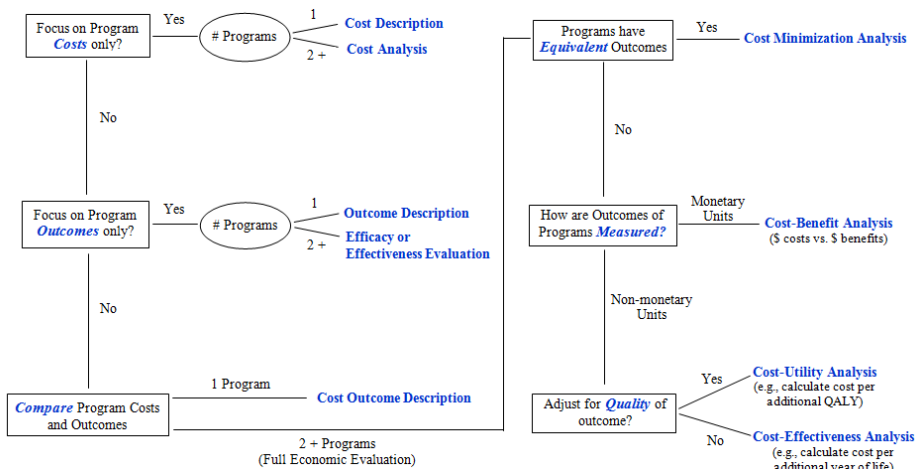 Focus on Program
Costs only?
Yes
# Programs
1
Cost Description
2 +
Cost Analysis
No
Focus on Program
Outcomes only?
Yes
# Programs
1
Outcome Description
2 +
Efficacy or
Effectiveness Evaluation
No
Compare Program Costs
and Outcomes
1 Program
Cost Outcome Description
2 + Programs
(Full Economic Evaluation)
Programs have
Equivalent Outcomes
Yes
Cost Minimization Analysis
No
How are Outcomes of
Programs Measured?
Monetary
Units
Cost-Benefit Analysis
($ costs vs. $ benefits)
Non-monetary
Units
Adjust for Quality of
outcome?
Yes
Cost-Utility Analysis
(e.g., calculate cost per
additional QALY)
No
Cost-Effectiveness Analysis
(e.g., calculate cost per
additional year of life)